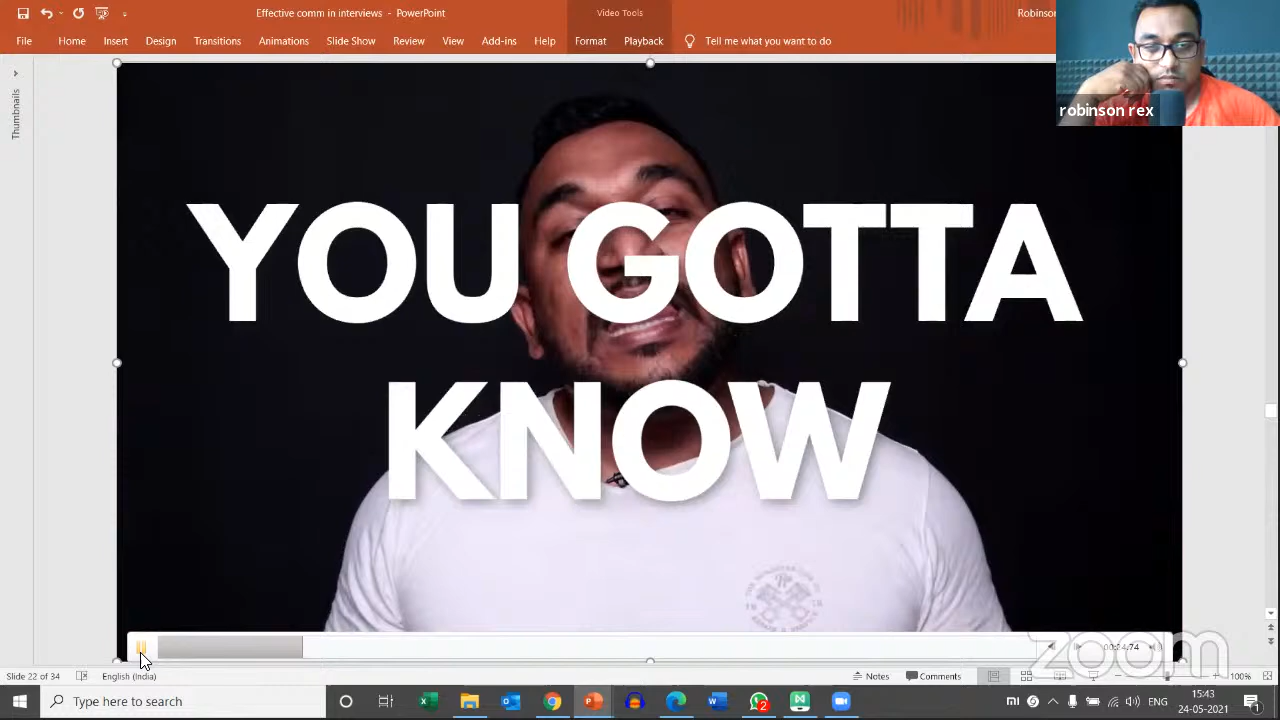 Effective comm in interviews - PowerPoint
Video Tools
Robinson
File Home Insert Design Transitions Animations Slide Show Review View Add-ins Help Format Playback Tell me what you want to do
robinson rex
Thumbnails
YOU GOTTA
KNOW
zoom
Slide 22 of 34 English (India) Notes Comments 100%
Type here to search
2
ENG
15:43
24-05-2021